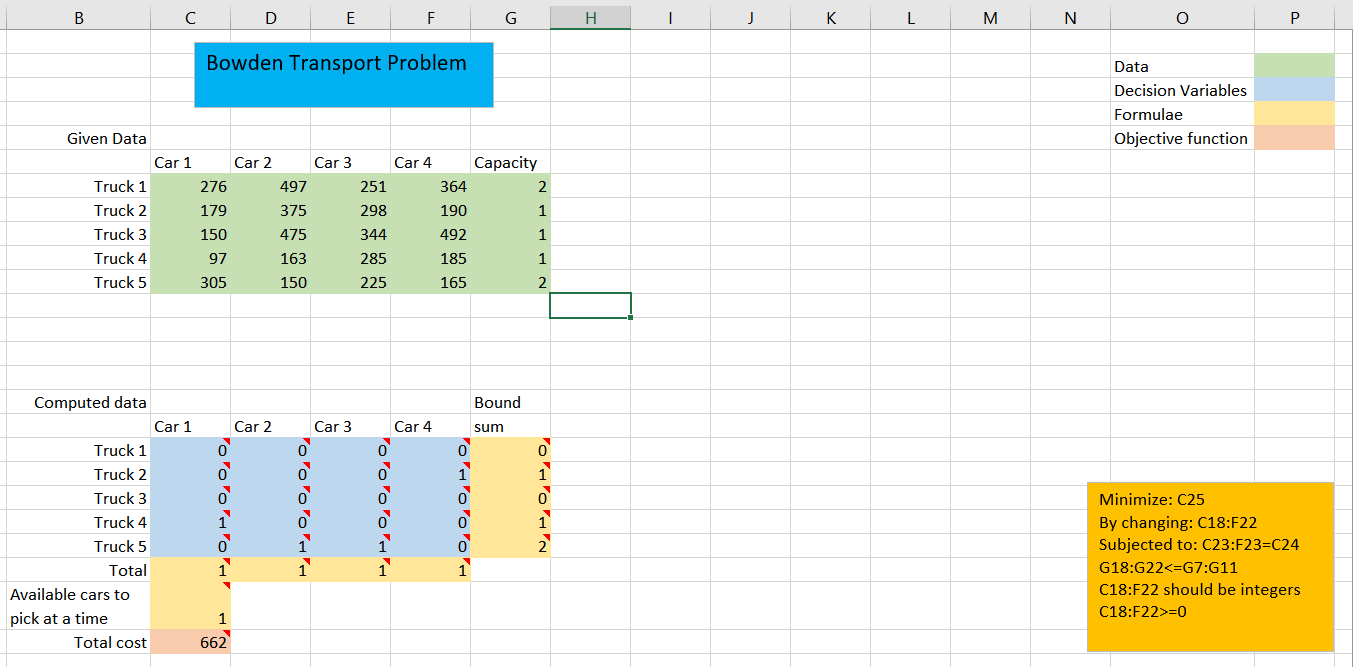 B C D E F G H I J K L M N O P
Bowden Transport Problem
Data
Decision Variables
Formulae
Objective function
Given Data
Car 1 Car 2 Car 3 Car 4 Capacity
Truck 1 276 497 251 364 2
Truck 2 179 375 298 190 1
Truck 3 150 475 344 492 1
Truck 4 97 163 285 185 1
Truck 5 305 150 225 165 2
Computed data Bound
Car 1 Car 2 Car 3 Car 4 sum
Truck 1 0 0 0 0 0
Truck 2 0 0 0 1 1
Truck 3 0 0 0 0 0
Truck 4 1 0 0 0 1
Truck 5 0 1 1 0 2
Total 1 1 1 1
Available cars to
pick at a time 1
Total cost 662
Minimize: C25
By changing: C18:F22
Subjected to: C23:F23=C24
G18:G22<=G7:G11
C18:F22 should be integers
C18:F22>=0